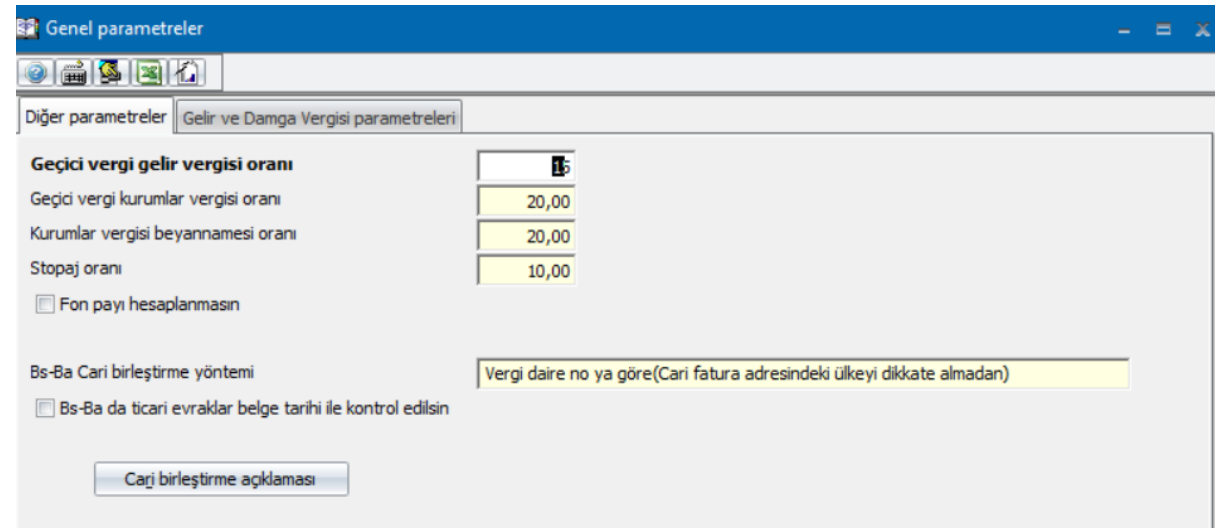 Genel parametreler
Diğer parametreler Gelir ve Damga Vergisi parametreleri
Geçici vergi gelir vergisi oranı 15
Geçici vergi kurumlar vergisi oranı 20,00
Kurumlar vergisi beyannamesi oranı 20,00
Stopaj oranı 10,00
Fon payı hesaplanmasın
Bs-Ba Cari birleştirme yöntemi Vergi daire no ya göre(Cari fatura adresindeki ülkeyi dikkate almadan)
Bs-Ba da ticari evraklar belge tarihi ile kontrol edilsin
Cari birleştirme açıklaması